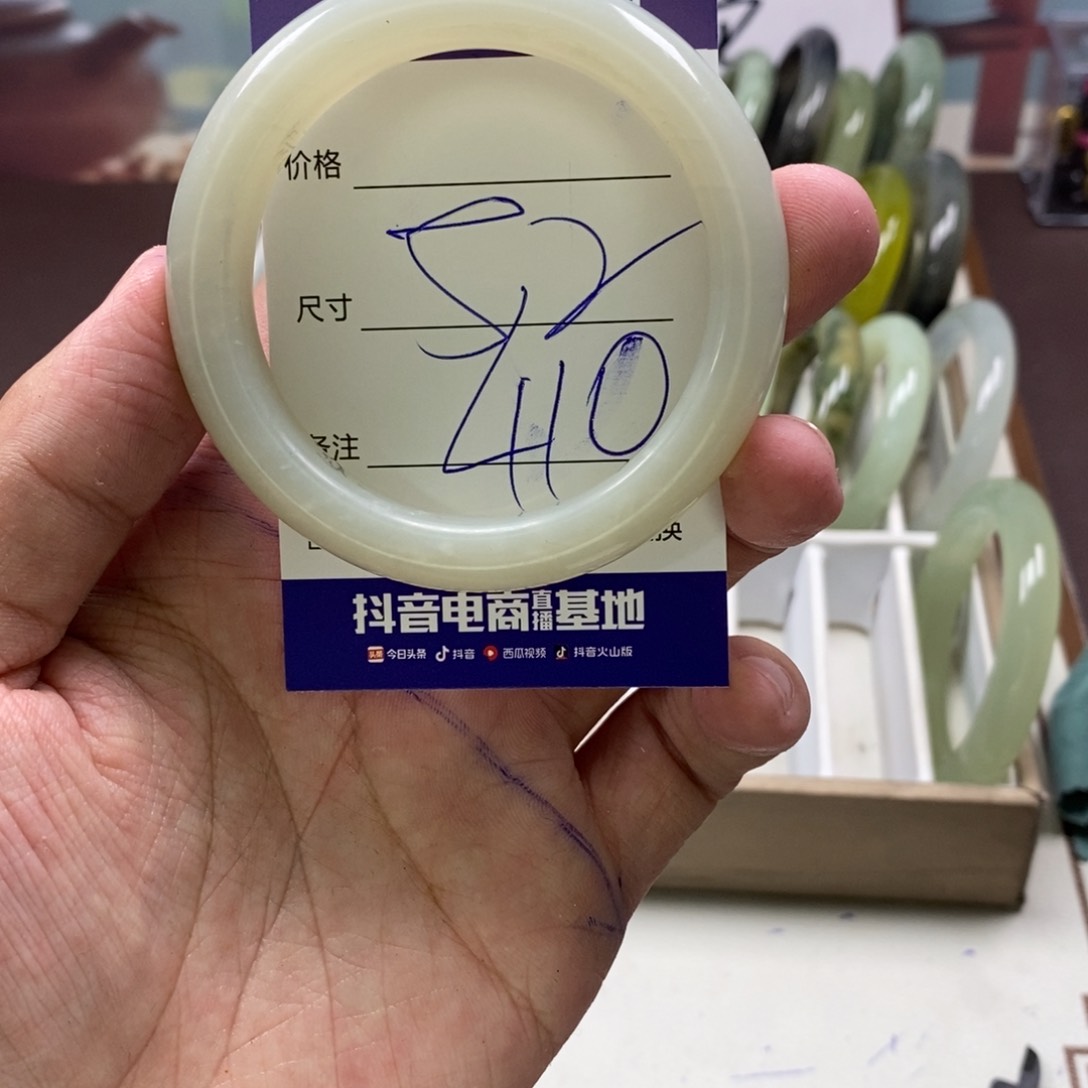 价格
尺寸
410
备注
抖音电商直播基地
头条 今日头条 抖音 西瓜视频 抖音火山版